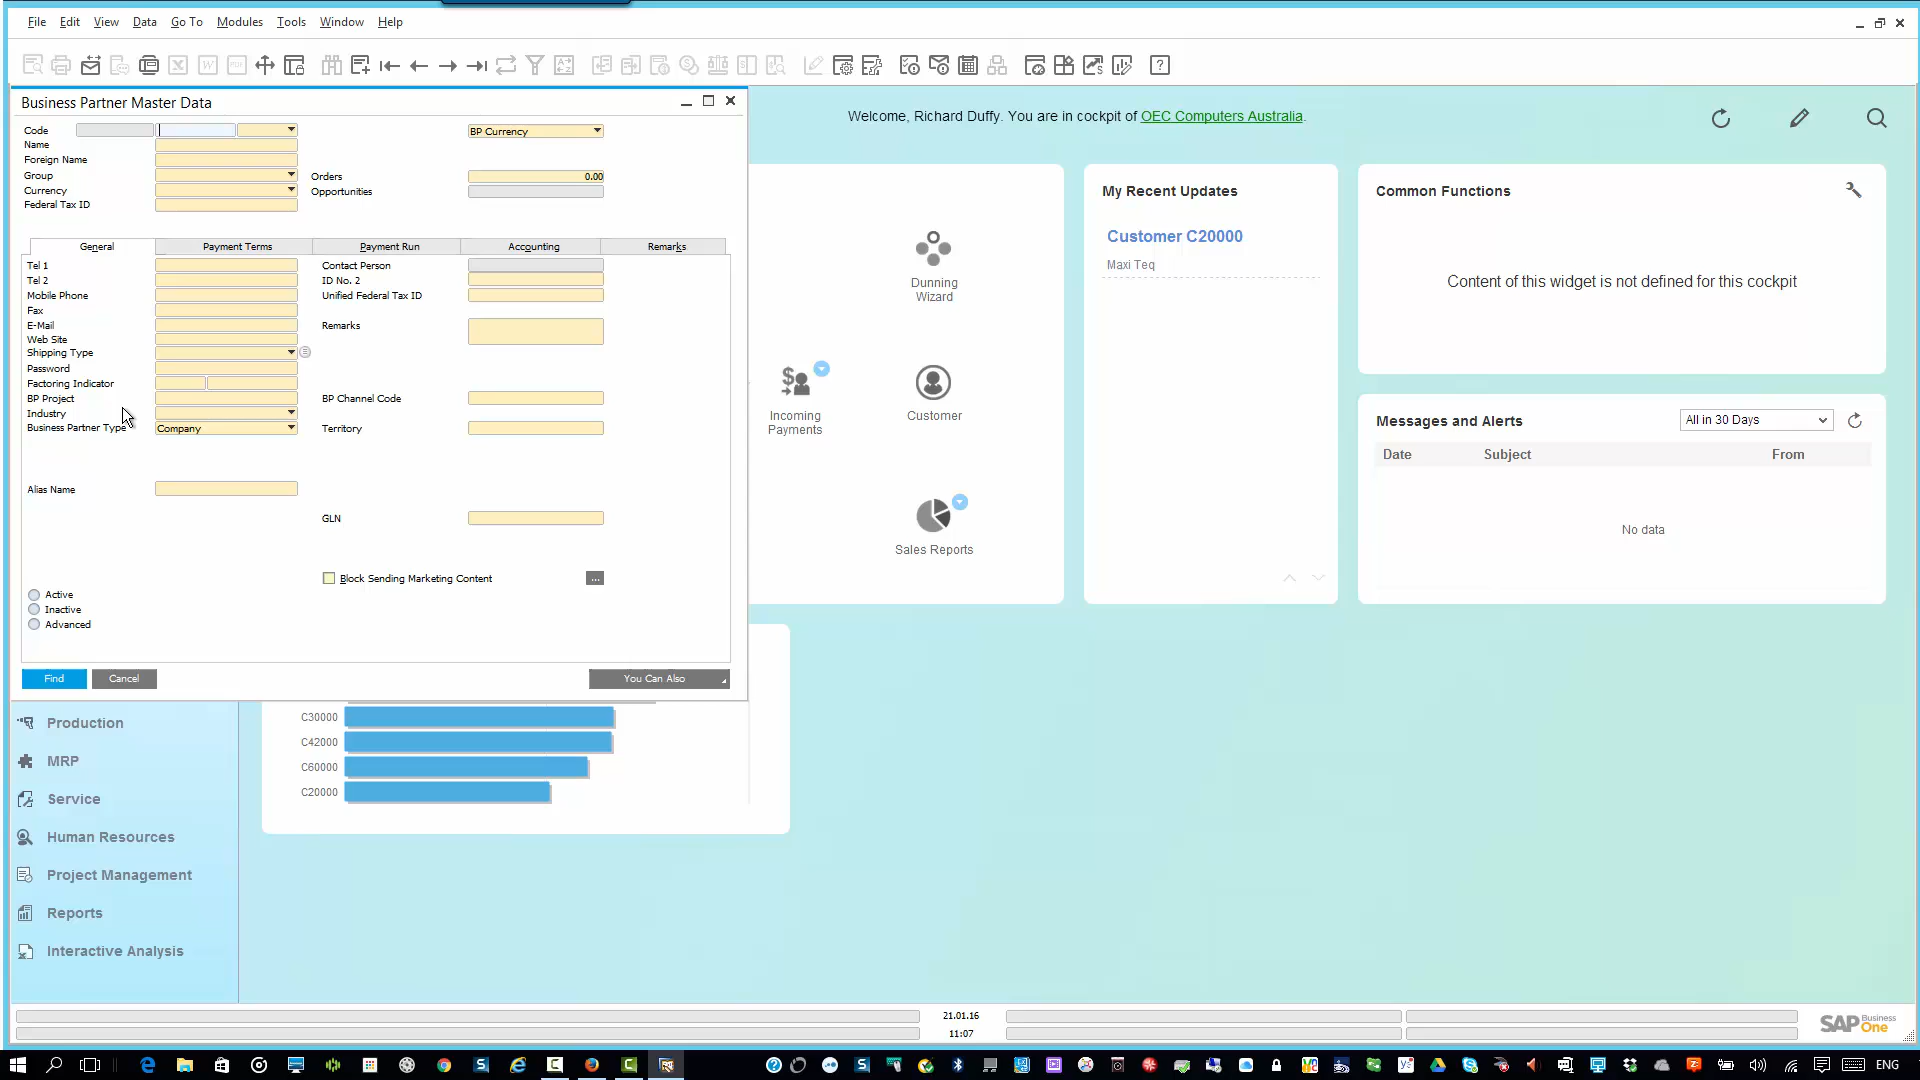 File Edit View Data Go To Modules Tools Window Help
Business Partner Master Data
Code
BP Currency
Name
Foreign Name
Group
Orders 0.00
Currency
Opportunities
Federal Tax ID
General Payment Terms Payment Run Accounting Remarks
Tel 1
Contact Person
Tel 2
ID No. 2
Mobile Phone
Unified Federal Tax ID
Fax
E-Mail
Remarks
Web Site
Shipping Type
Password
Factoring Indicator
BP Project
BP Channel Code
Industry
Business Partner Type Company
Territory
Alias Name
GLN
Block Sending Marketing Content
...
Active
Inactive
Advanced
Find Cancel You Can Also
Welcome, Richard Duffy. You are in cockpit of OEC Computers Australia.
Dunning
Wizard
Incoming
Payments
Customer
Sales Reports
My Recent Updates
Customer C20000
Maxi Teq
Common Functions
Content of this widget is not defined for this cockpit
Messages and Alerts All in 30 Days
Date Subject From
No data
Production
MRP
Service
Human Resources
Project Management
Reports
Interactive Analysis
C30000
C42000
C60000
C20000
21.01.16
11:07
SAP Business One
ENG